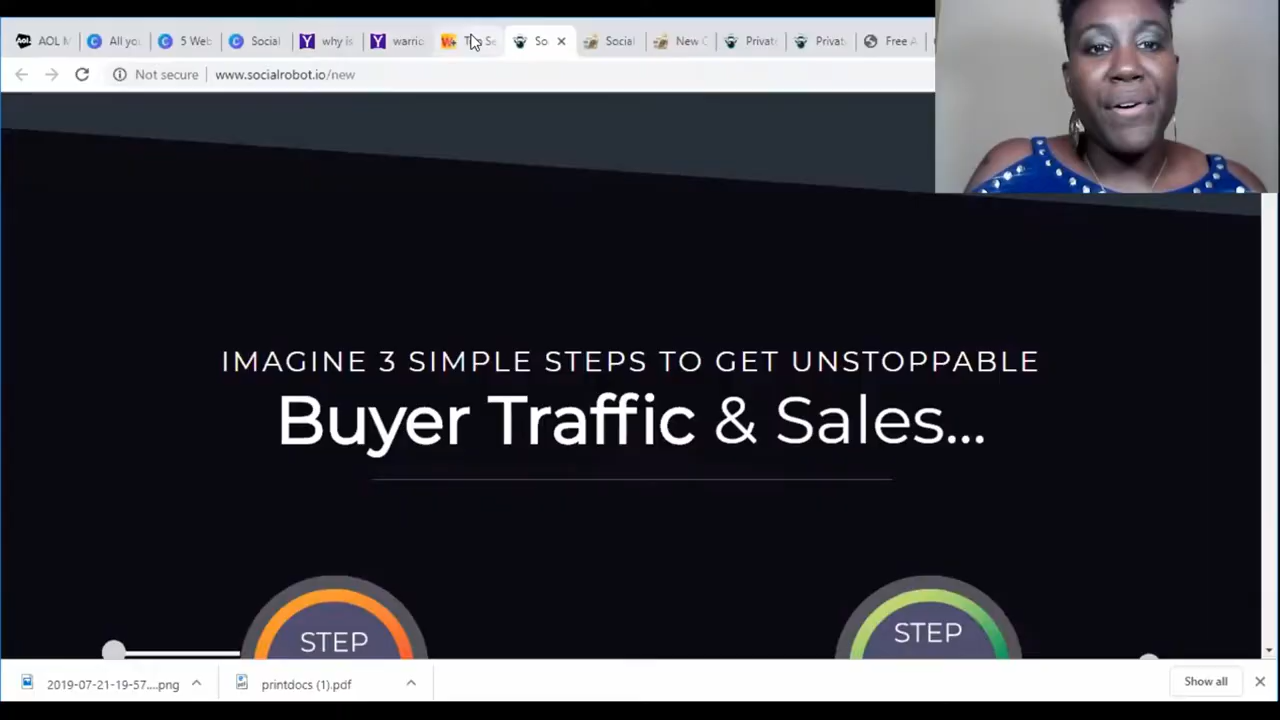 AOL M
All you
5 Web
Social
why is
warric
So
Social
New C
Privat
Privat
Free A
Not secure
www.socialrobot.io/new
IMAGINE 3 SIMPLE STEPS TO GET UNSTOPPABLE
Buyer Traffic & Sales...
STEP
STEP
2019-07-21-19-57....png
printdocs (1).pdf
Show all